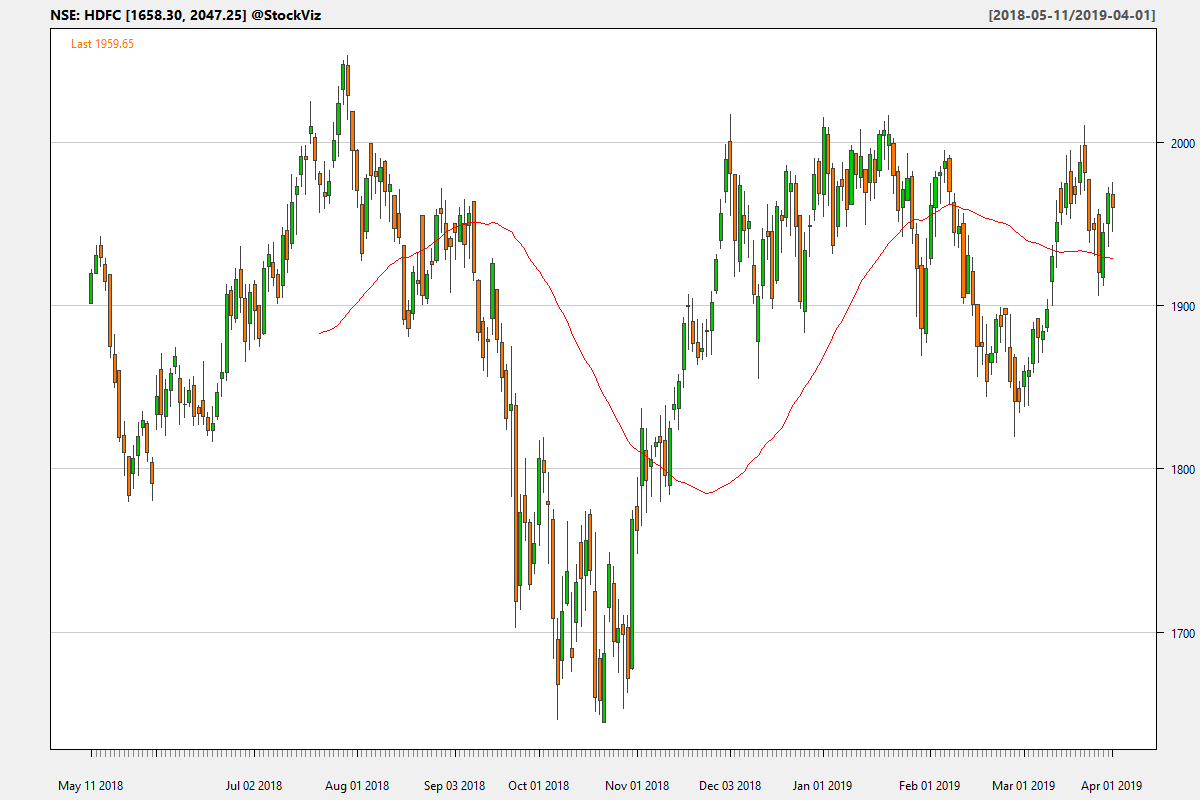 NSE: HDFC [1658.30, 2047.25] @StockViz [2018-05-11/2019-04-01]
Last 1959.65
2000
1900
1800
1700
May 11 2018 Jul 02 2018 Aug 01 2018 Sep 03 2018 Oct 01 2018 Nov 01 2018 Dec 03 2018 Jan 01 2019 Feb 01 2019 Mar 01 2019 Apr 01 2019